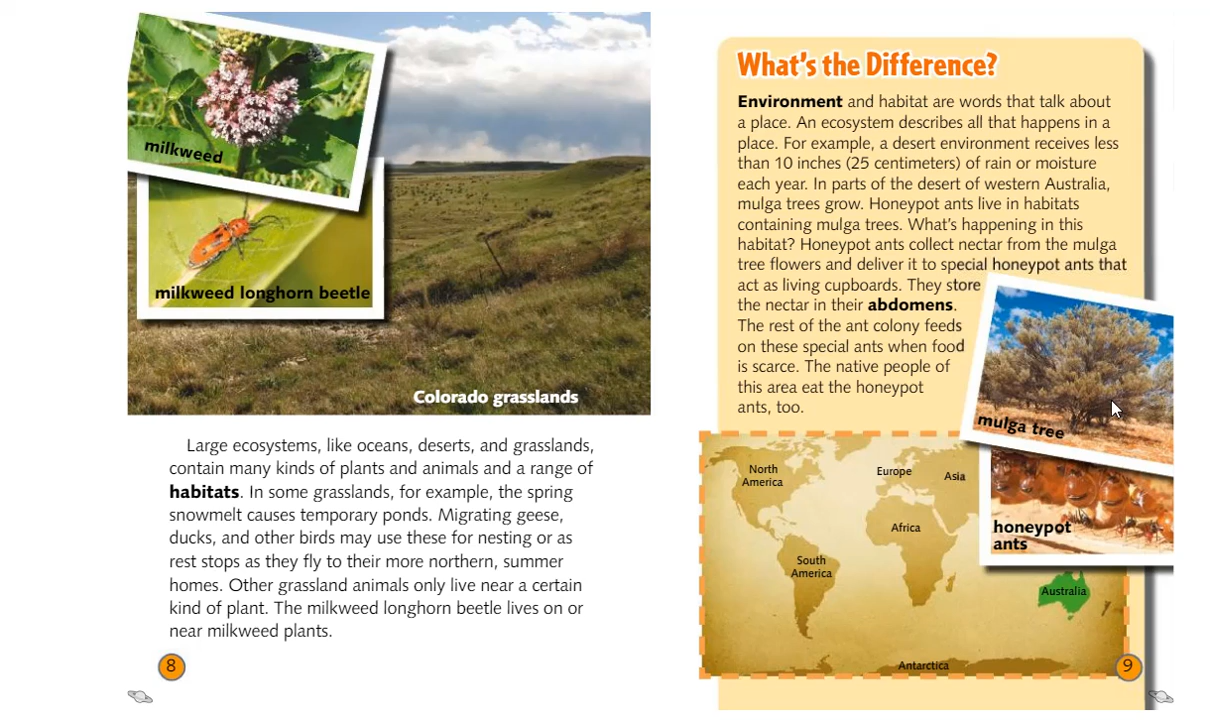 milkweed
milkweed longhorn beetle
Colorado grasslands
Large ecosystems, like oceans, deserts, and grasslands,
contain many kinds of plants and animals and a range of
habitats. In some grasslands, for example, the spring
snowmelt causes temporary ponds. Migrating geese,
ducks, and other birds may use these for nesting or as
rest stops as they fly to their more northern, summer
homes. Other grassland animals only live near a certain
kind of plant. The milkweed longhorn beetle lives on or
near milkweed plants.
8
What's the Difference?
Environment and habitat are words that talk about
a place. An ecosystem describes all that happens in a
place. For example, a desert environment receives less
than 10 inches (25 centimeters) of rain or moisture
each year. In parts of the desert of western Australia,
mulga trees grow. Honeypot ants live in habitats
containing mulga trees. What's happening in this
habitat? Honeypot ants collect nectar from the mulga
tree flowers and deliver it to special honeypot ants that
act as living cupboards. They store
the nectar in their abdomens.
The rest of the ant colony feeds
on these special ants when food
is scarce. The native people of
this area eat the honeypot
ants, too.
mulga tree
honeypot
ants
North
America
Europe
Asia
Africa
South
America
Australia
Antarctica
9